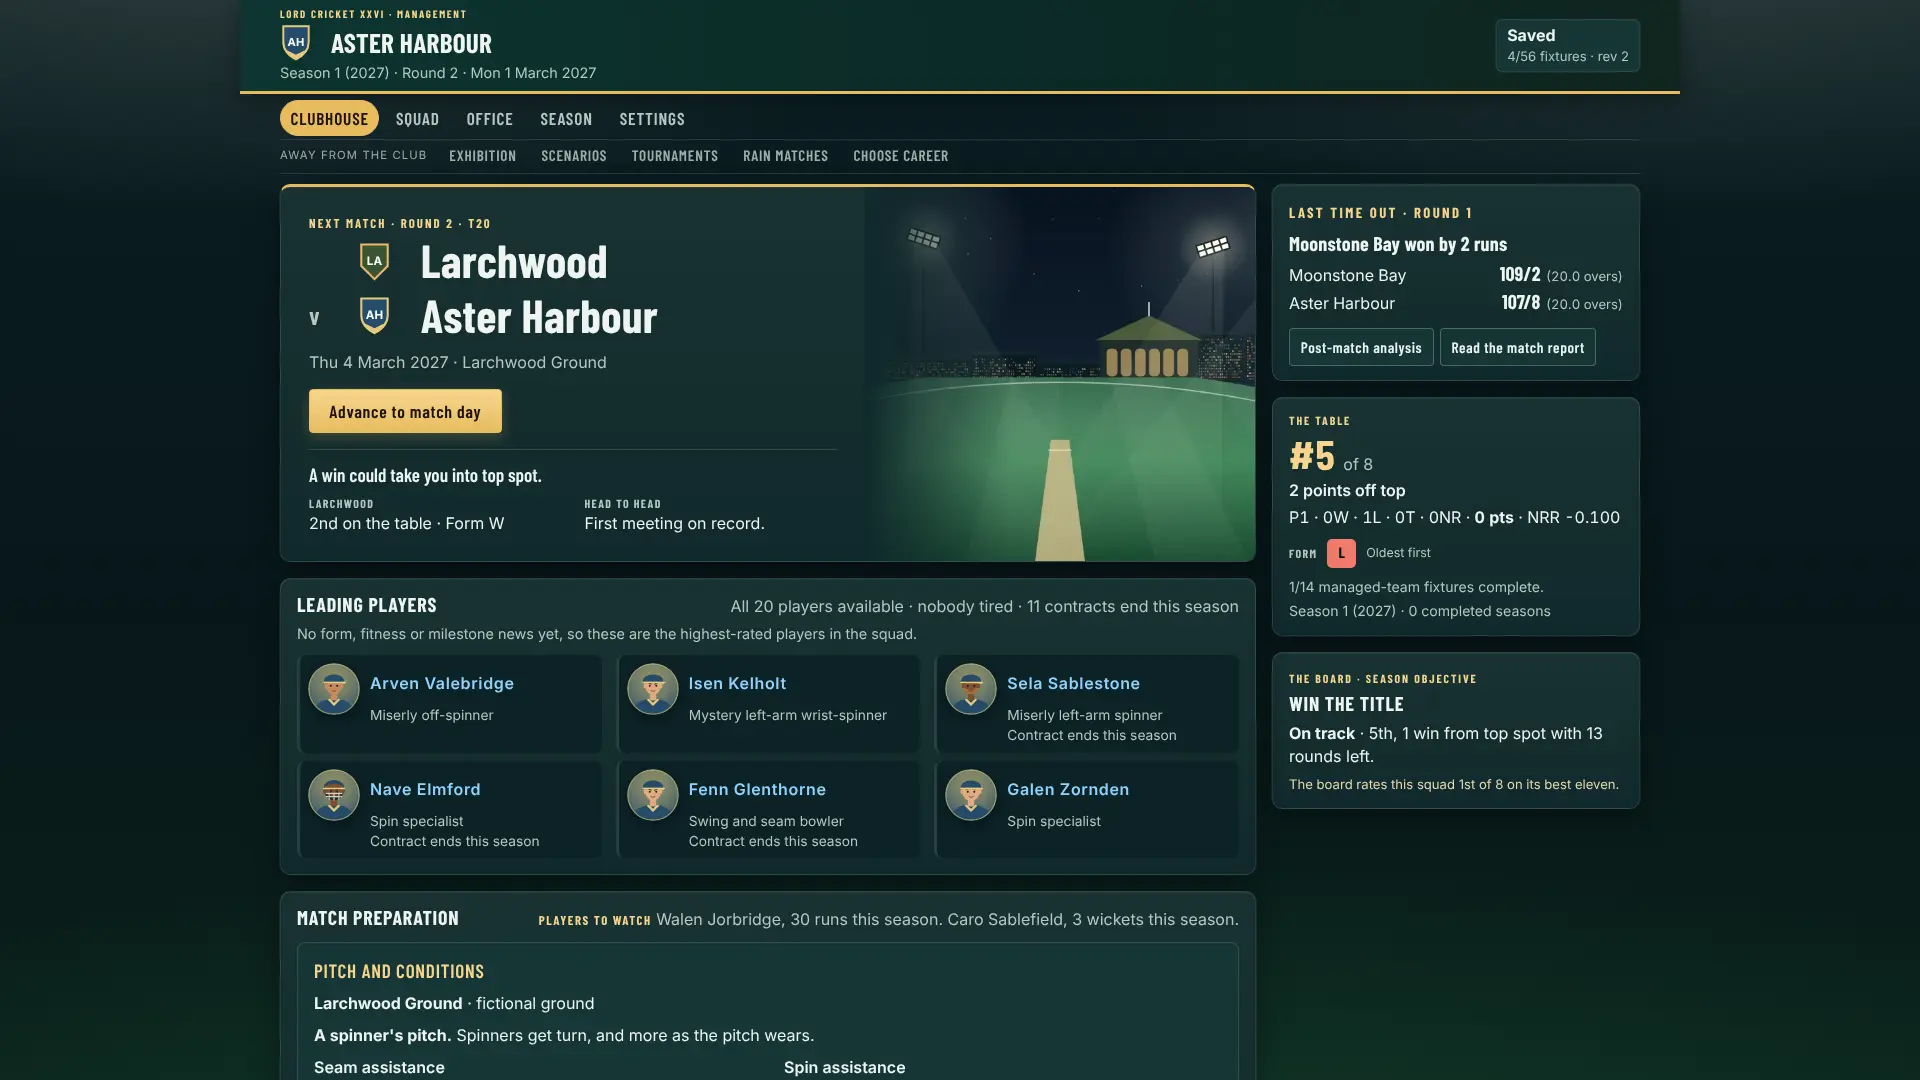 LORD CRICKET XXVI · MANAGEMENT
AH
ASTER HARBOUR
Season 1 (2027) · Round 2 · Mon 1 March 2027
Saved
4/56 fixtures · rev 2
CLUBHOUSE SQUAD OFFICE SEASON SETTINGS
AWAY FROM THE CLUB EXHIBITION SCENARIOS TOURNAMENTS RAIN MATCHES CHOOSE CAREER
NEXT MATCH · ROUND 2 · T20
LA Larchwood
V AH Aster Harbour
Thu 4 March 2027 · Larchwood Ground
Advance to match day
A win could take you into top spot.
LARCHWOOD
2nd on the table · Form W
HEAD TO HEAD
First meeting on record.
LAST TIME OUT · ROUND 1
Moonstone Bay won by 2 runs
Moonstone Bay 109/2 (20.0 overs)
Aster Harbour 107/8 (20.0 overs)
Post-match analysis Read the match report
THE TABLE
#5 of 8
2 points off top
P1 · 0W · 1L · 0T · 0NR · 0 pts · NRR -0.100
FORM L Oldest first
1/14 managed-team fixtures complete.
Season 1 (2027) · 0 completed seasons
THE BOARD · SEASON OBJECTIVE
WIN THE TITLE
On track · 5th, 1 win from top spot with 13
rounds left.
The board rates this squad 1st of 8 on its best eleven.
LEADING PLAYERS All 20 players available · nobody tired · 11 contracts end this season
No form, fitness or milestone news yet, so these are the highest-rated players in the squad.
Arven Valebridge
Miserly off-spinner
Isen Kelholt
Mystery left-arm wrist-spinner
Sela Sablestone
Miserly left-arm spinner
Contract ends this season
Nave Elmford
Spin specialist
Contract ends this season
Fenn Glenthorne
Swing and seam bowler
Contract ends this season
Galen Zornden
Spin specialist
MATCH PREPARATION PLAYERS TO WATCH Walen Jorbridge, 30 runs this season. Caro Sablefield, 3 wickets this season.
PITCH AND CONDITIONS
Larchwood Ground · fictional ground
A spinner's pitch. Spinners get turn, and more as the pitch wears.
Seam assistance Spin assistance